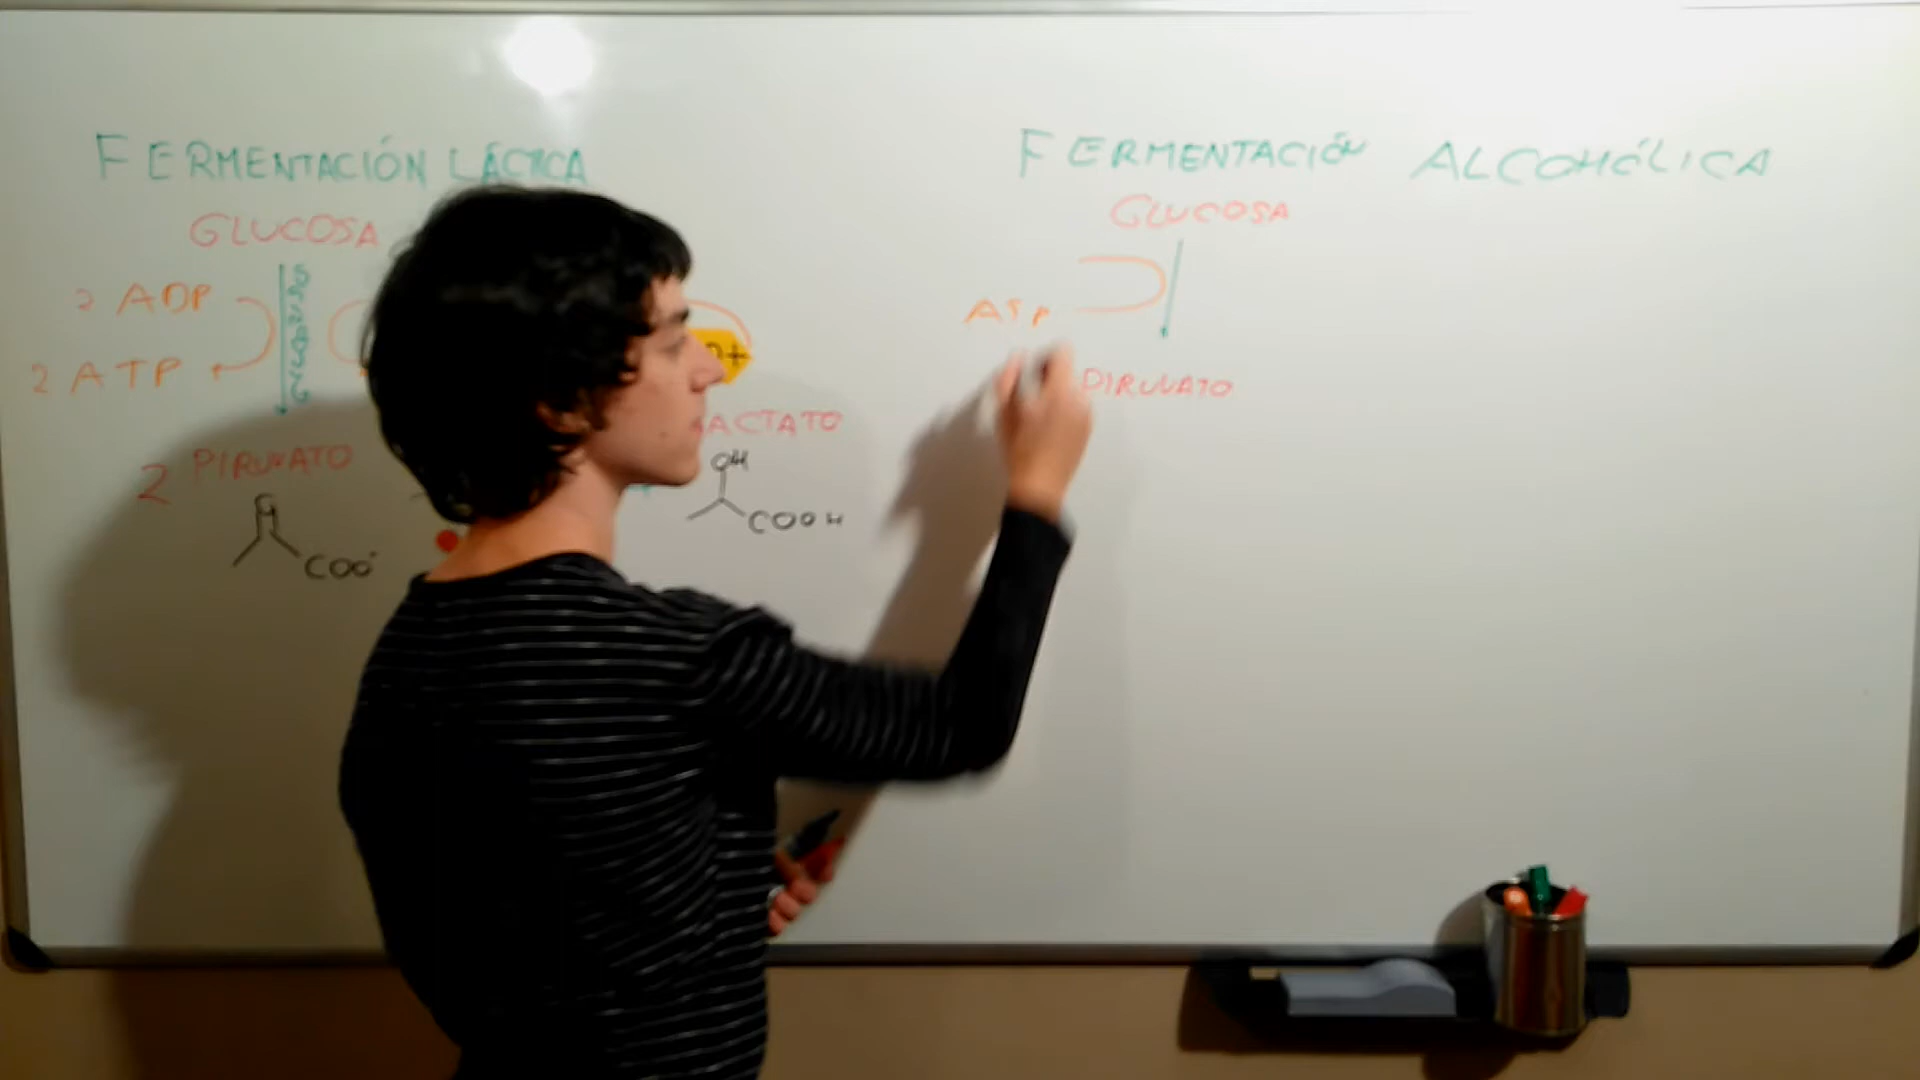 FERMENTACIÓN LÁCTICA
GLUCOSA
2 ADP
2 ATP
2 PIRUVATO
COO-
ACTATO
OH
COOH
FERMENTACIÓN ALCOHÓLICA
GLUCOSA
ATP
PIRUVATO